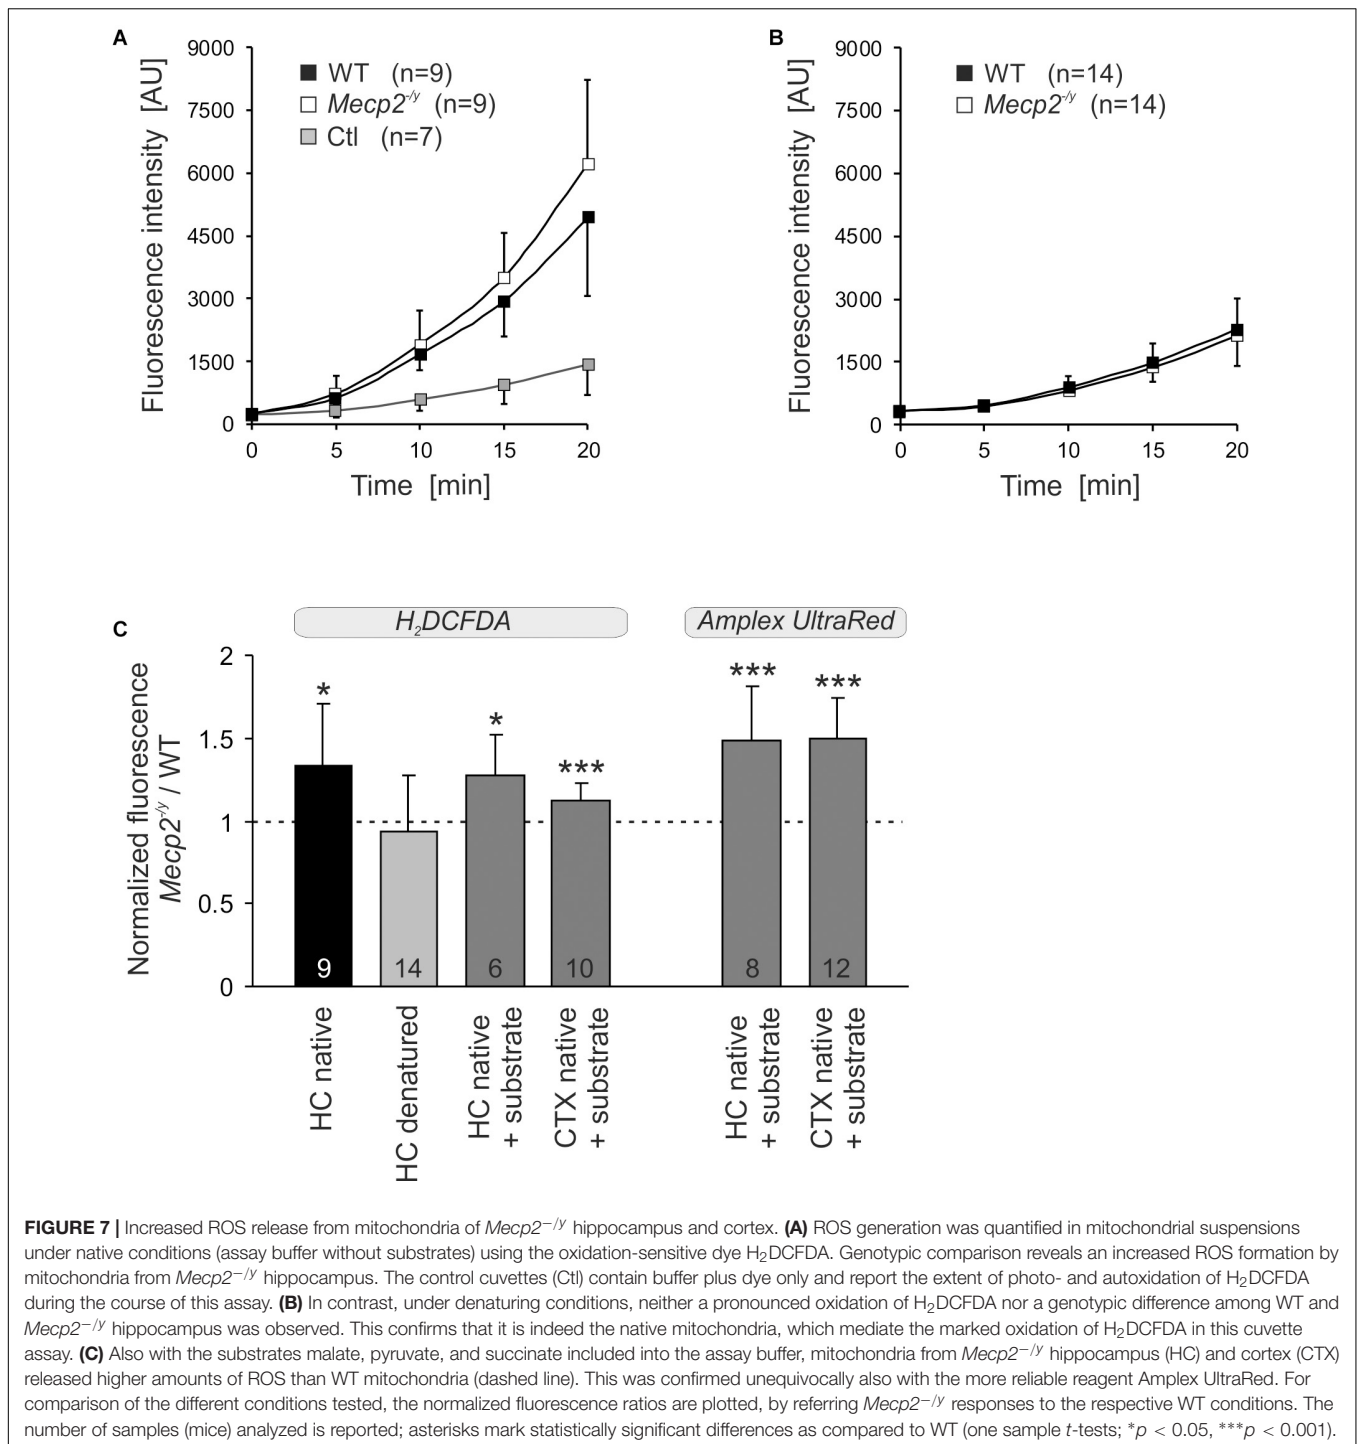 A
Fluorescence intensity [AU]
9000
7500
6000
4500
3000
1500
0
WT (n=9)
Mecp2-/y (n=9)
Ctl (n=7)
0 5 10 15 20
Time [min]
B
Fluorescence intensity [AU]
9000
7500
6000
4500
3000
1500
0
WT (n=14)
Mecp2-/y (n=14)
0 5 10 15 20
Time [min]
C
H2DCFDA
Amplex UltraRed
Normalized fluorescence
Mecp2-/y / WT
2
1.5
1
0.5
0
* * *** *** ***
9 14 6 10 8 12
HC native
HC denatured
HC native
+ substrate
CTX native
+ substrate
HC native
+ substrate
CTX native
+ substrate
FIGURE 7 | Increased ROS release from mitochondria of Mecp2−/y hippocampus and cortex. (A) ROS generation was quantified in mitochondrial suspensions
under native conditions (assay buffer without substrates) using the oxidation-sensitive dye H2DCFDA. Genotypic comparison reveals an increased ROS formation by
mitochondria from Mecp2−/y hippocampus. The control cuvettes (Ctl) contain buffer plus dye only and report the extent of photo- and autoxidation of H2DCFDA
during the course of this assay. (B) In contrast, under denaturing conditions, neither a pronounced oxidation of H2DCFDA nor a genotypic difference among WT and
Mecp2−/y hippocampus was observed. This confirms that it is indeed the native mitochondria, which mediate the marked oxidation of H2DCFDA in this cuvette
assay. (C) Also with the substrates malate, pyruvate, and succinate included into the assay buffer, mitochondria from Mecp2−/y hippocampus (HC) and cortex (CTX)
released higher amounts of ROS than WT mitochondria (dashed line). This was confirmed unequivocally also with the more reliable reagent Amplex UltraRed. For
comparison of the different conditions tested, the normalized fluorescence ratios are plotted, by referring Mecp2−/y responses to the respective WT conditions. The
number of samples (mice) analyzed is reported; asterisks mark statistically significant differences as compared to WT (one sample t-tests; *p < 0.05, ***p < 0.001).